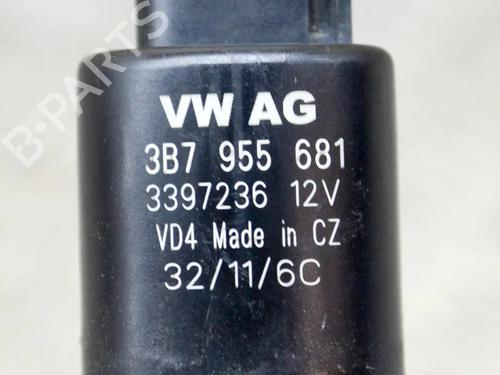 B-PARTS
VW AG
3B7 955 681
3397236 12V
VD4 Made in CZ
32/11/6C